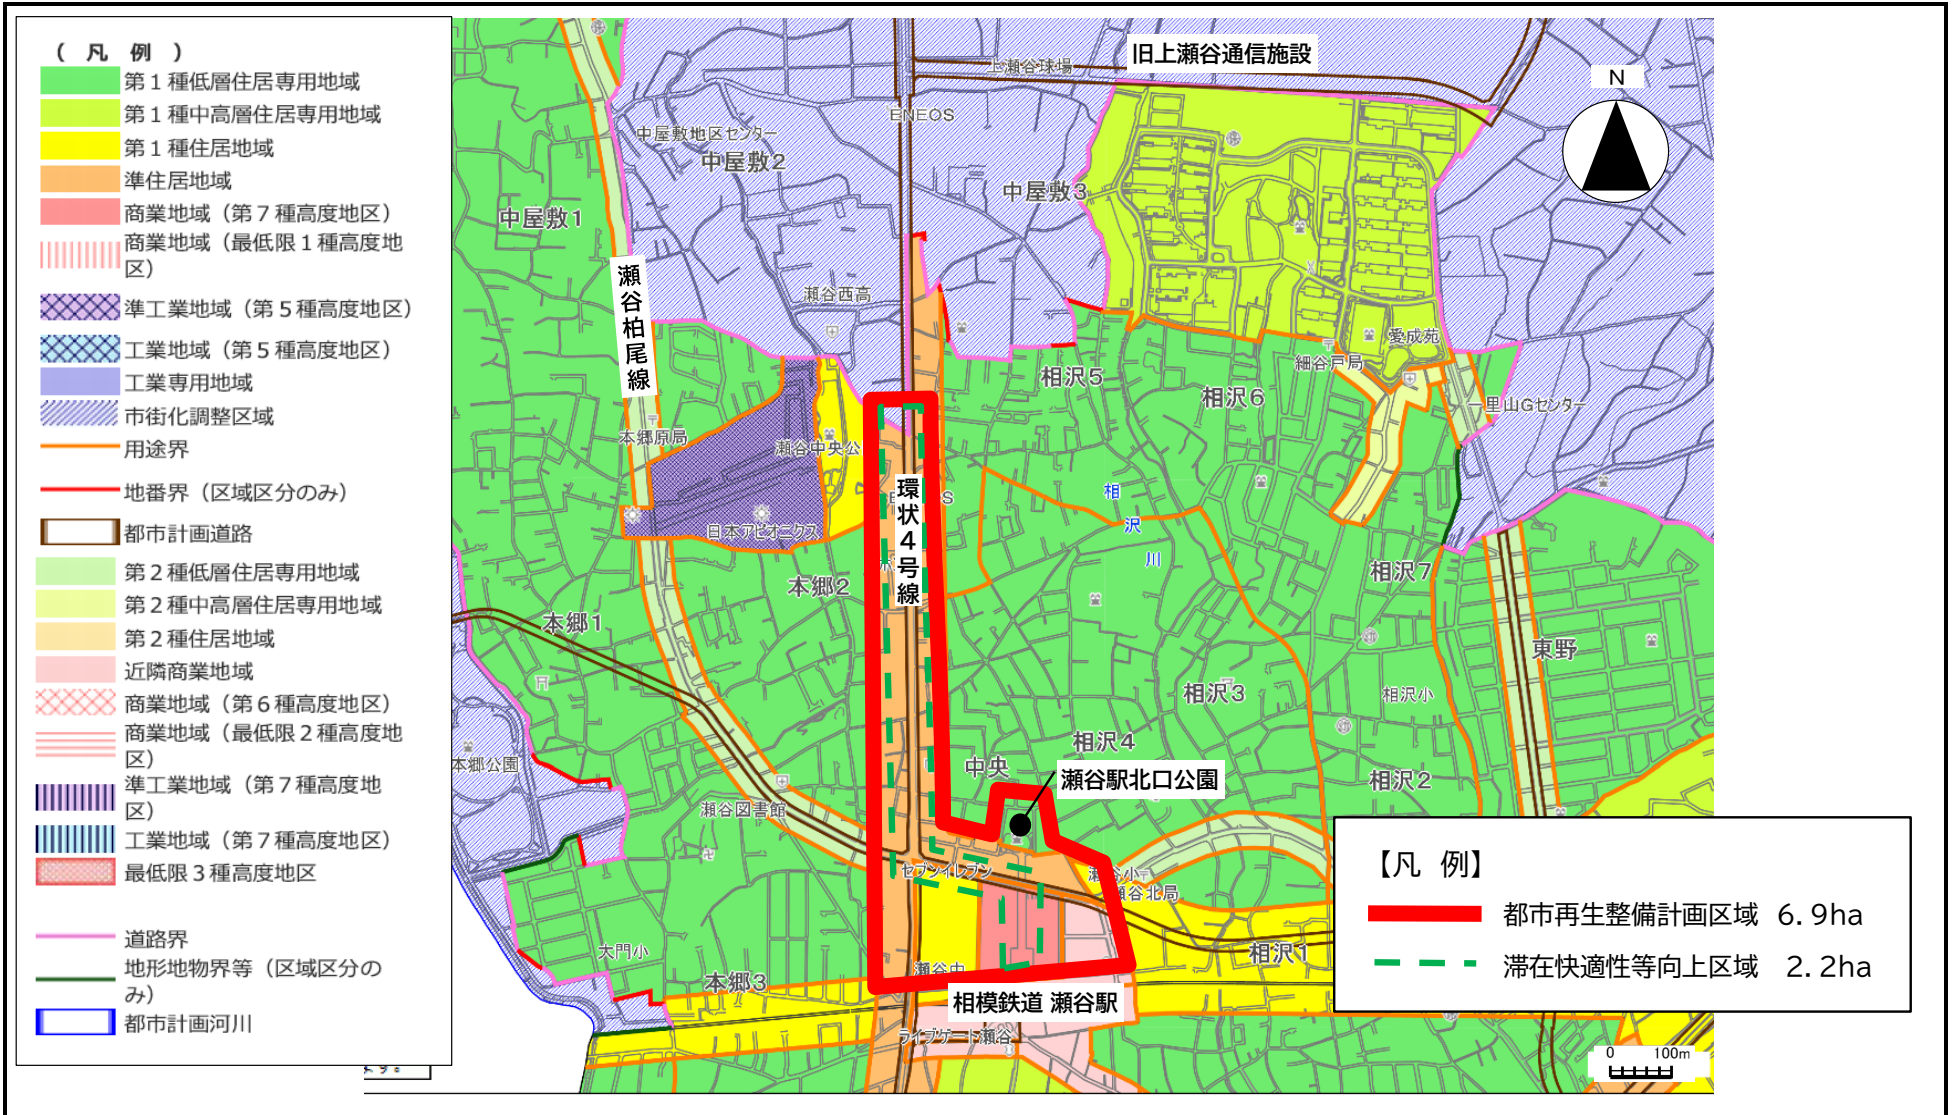 （ 凡 例 ）
第１種低層住居専用地域
第１種中高層住居専用地域
第１種住居地域
準住居地域
商業地域（第７種高度地区）
商業地域（最低限１種高度地
区）
準工業地域（第５種高度地区）
工業地域（第５種高度地区）
工業専用地域
市街化調整区域
用途界
地番界（区域区分のみ）
都市計画道路
第２種低層住居専用地域
第２種中高層住居専用地域
第２種住居地域
近隣商業地域
商業地域（第６種高度地区）
商業地域（最低限２種高度地
区）
準工業地域（第７種高度地
区）
工業地域（第７種高度地区）
最低限３種高度地区
道路界
地形地物界等（区域区分の
み）
都市計画河川
旧上瀬谷通信施設
上瀬谷球場
N
ENEOS
中屋敷地区センター
中屋敷2
中屋敷3
中屋敷1
瀬谷柏尾線
瀬谷西高
愛成苑
細谷戸局
相沢5
相沢6
一里山Gセンター
本郷原局
瀬谷中央公
環状４号線
相沢川
日本アビオニクス
本郷2
相沢7
本郷1
東野
相沢3
相沢小
相沢4
中央
瀬谷駅北口公園
相沢2
本郷公園
瀬谷図書館
セブンイレブン
瀬谷小
瀬谷北局
大門小
本郷3
瀬谷中
相沢1
相模鉄道 瀬谷駅
ライブゲート瀬谷
【凡 例】
都市再生整備計画区域 6.9ha
滞在快適性等向上区域 2.2ha
0 100m